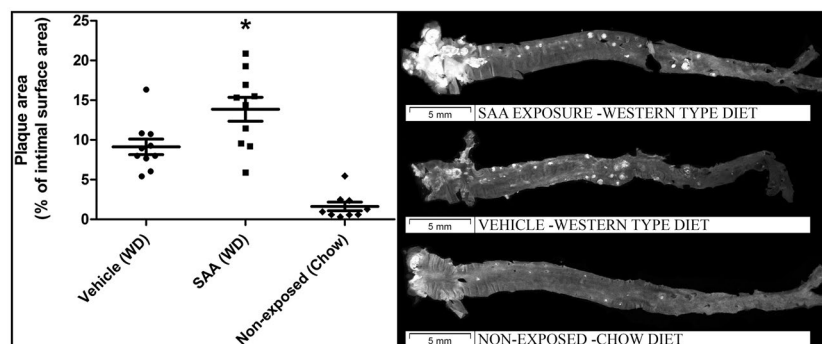 25
*
20
15
10
5
0
Plaque area
(% of intimal surface area)
Vehicle (WD)
SAA (WD)
Non-exposed (Chow)
5 mm SAA EXPOSURE -WESTERN TYPE DIET
5 mm VEHICLE -WESTERN TYPE DIET
5 mm NON-EXPOSED -CHOW DIET